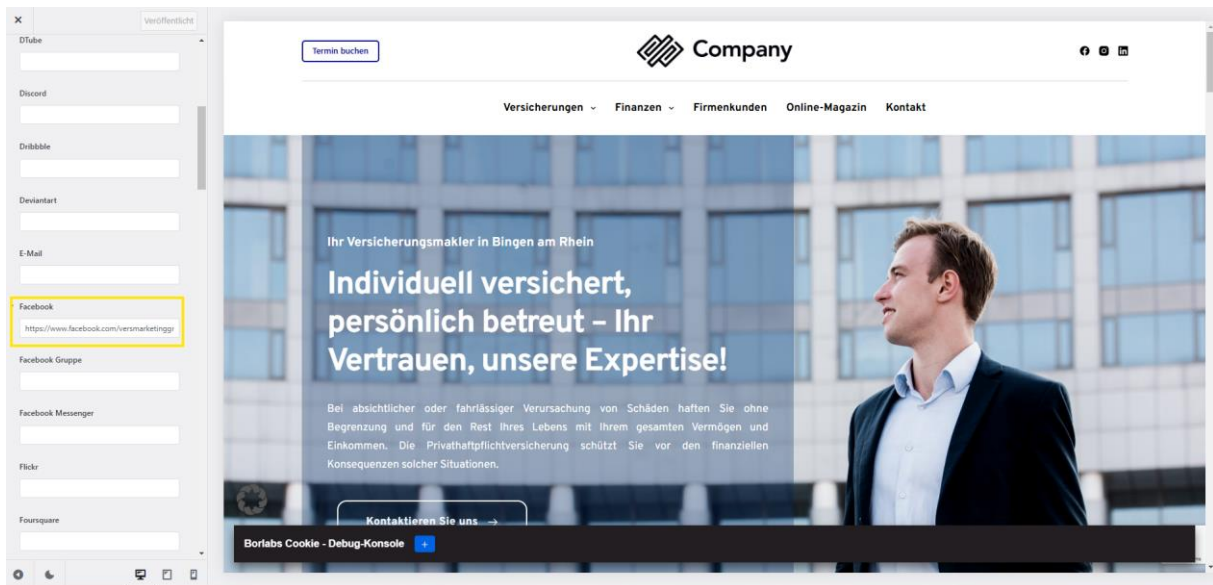 Veröffentlicht
DTube
Discord
Dribbble
Deviantart
E-Mail
Facebook
https://www.facebook.com/versmarketinggr
Facebook Gruppe
Facebook Messenger
Flickr
Foursquare
Termin buchen
Company
Versicherungen Finanzen Firmenkunden Online-Magazin Kontakt
Ihr Versicherungsmakler in Bingen am Rhein
Individuell versichert,
persönlich betreut – Ihr
Vertrauen, unsere Expertise!
Bei absichtlicher oder fahrlässiger Verursachung von Schäden haften Sie ohne
Begrenzung und für den Rest Ihres Lebens mit Ihrem gesamten Vermögen und
Einkommen. Die Privathaftpflichtversicherung schützt Sie vor den finanziellen
Konsequenzen solcher Situationen.
Kontaktieren Sie uns →
Borlabs Cookie - Debug-Konsole +